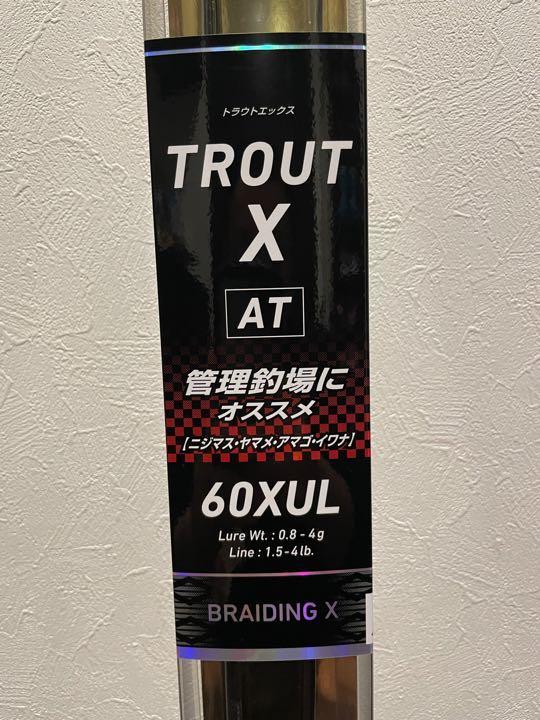 トラウトエックス
TROUT
X
AT
管理釣場に
オススメ
[ニジマス・ヤマメ・アマゴ・イワナ]
60XUL
Lure Wt. : 0.8 - 4g
Line : 1.5-4lb.
BRAIDING X